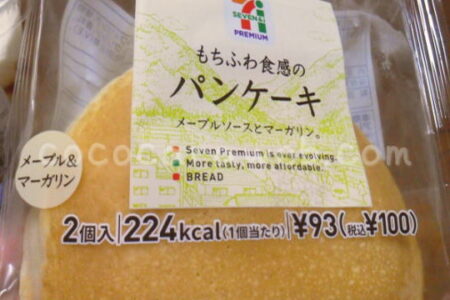 7
SEVEN&i
PREMIUM
もちふわ食感の
パンケーキ
メープルソースとマーガリン。
Seven Premium is ever evolving.
More tasty, more affordable.
BREAD
メープル&
マーガリン
2個入 224kcal(1個当たり) ¥93(税込¥100)